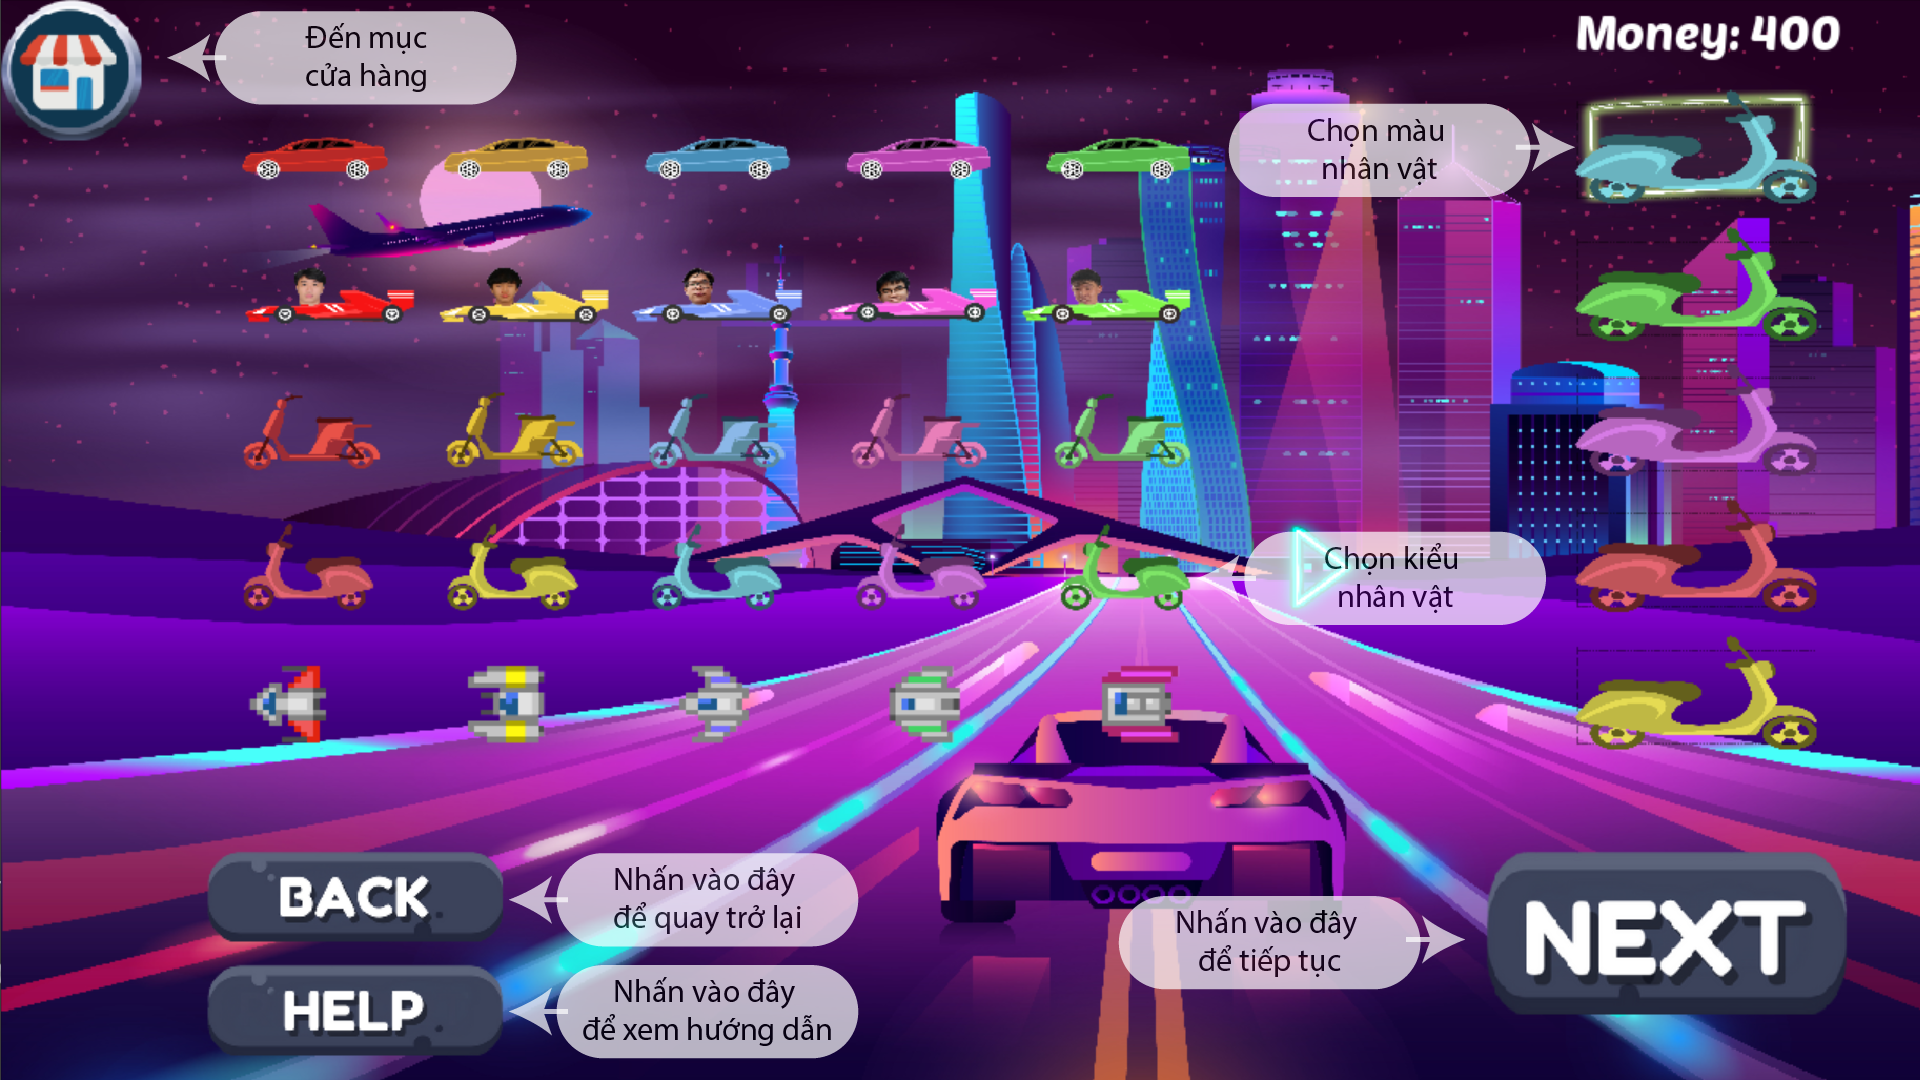 Đến mục
cửa hàng
Money: 400
Chọn màu
nhân vật
Chọn kiểu
nhân vật
BACK
Nhấn vào đây
để quay trở lại
Nhấn vào đây
để tiếp tục
NEXT
HELP
Nhấn vào đây
để xem hướng dẫn